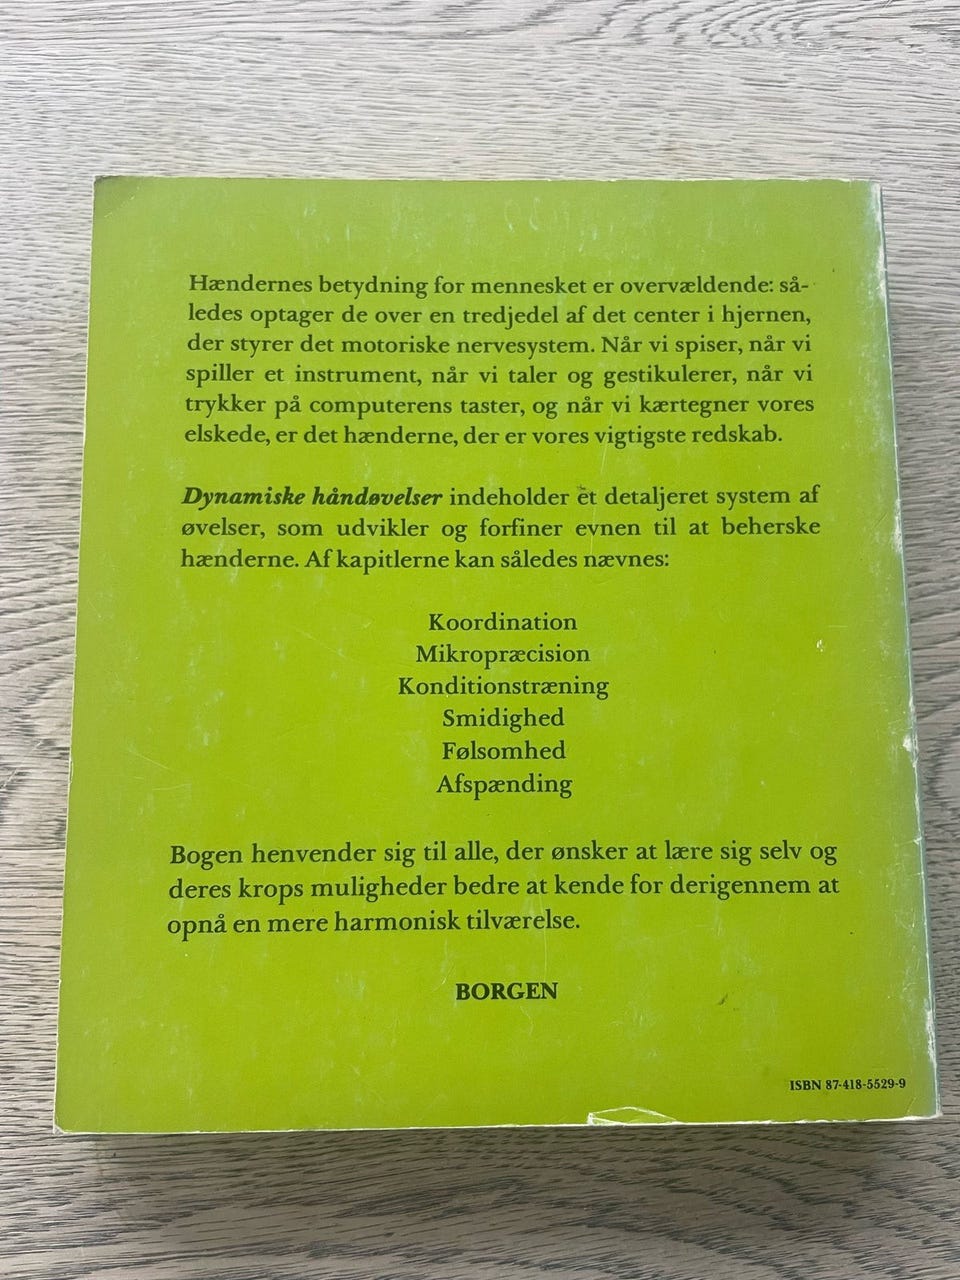 Hændernes betydning for mennesket er overvældende: så-
ledes optager de over en tredjedel af det center i hjernen,
der styrer det motoriske nervesystem. Når vi spiser, når vi
spiller et instrument, når vi taler og gestikulerer, når vi
trykker på computerens taster, og når vi kærtegner vores
elskede, er det hænderne, der er vores vigtigste redskab.
Dynamiske håndøvelser indeholder et detaljeret system af
øvelser, som udvikler og forfiner evnen til at beherske
hænderne. Af kapitlerne kan således nævnes:
Koordination
Mikropræcision
Konditionstræning
Smidighed
Følsomhed
Afspænding
Bogen henvender sig til alle, der ønsker at lære sig selv og
deres krops muligheder bedre at kende for derigennem at
opnå en mere harmonisk tilværelse.
BORGEN
ISBN 87-418-5529-9